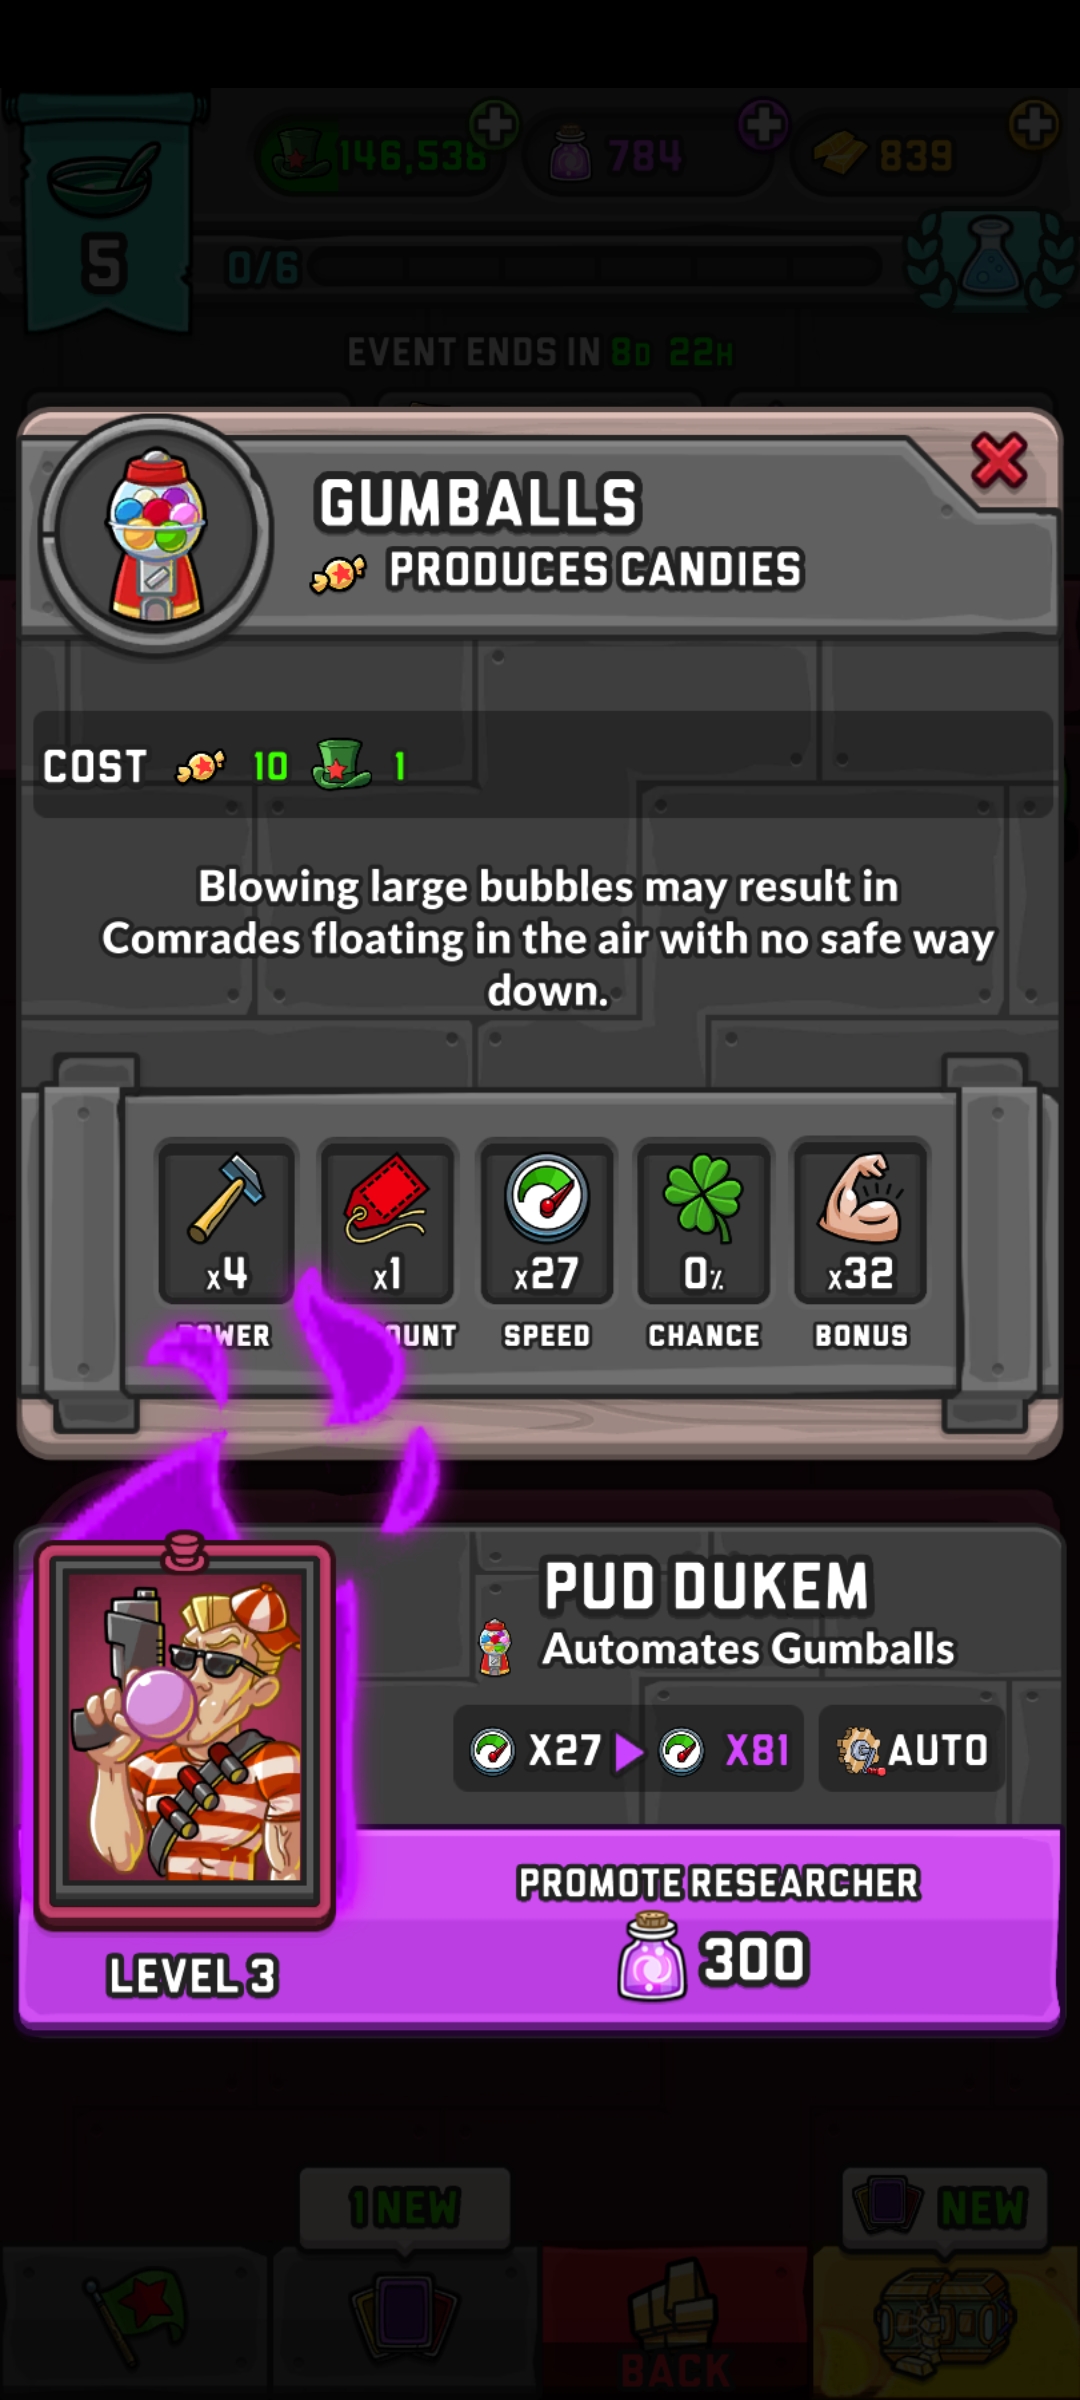 146,536
784
839
5
0/6
EVENT ENDS IN 8D 22H
GUMBALLS
PRODUCES CANDIES
COST 10 1
Blowing large bubbles may result in
Comrades floating in the air with no safe way
down.
x4 x1 x27 0% x32
SPEED CHANCE BONUS
PUD DUKEM
Automates Gumballs
X27 X81 AUTO
PROMOTE RESEARCHER
300
LEVEL 3
1 NEW
NEW
BACK